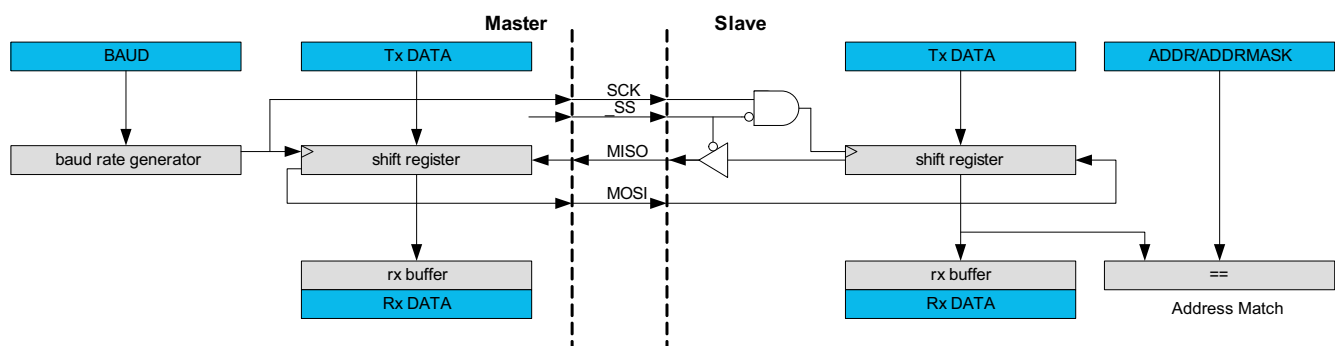 Master Slave
BAUD Tx DATA Tx DATA ADDR/ADDRMASK
SCK
_SS
baud rate generator shift register MISO shift register
MOSI
rx buffer rx buffer ==
Rx DATA Rx DATA Address Match